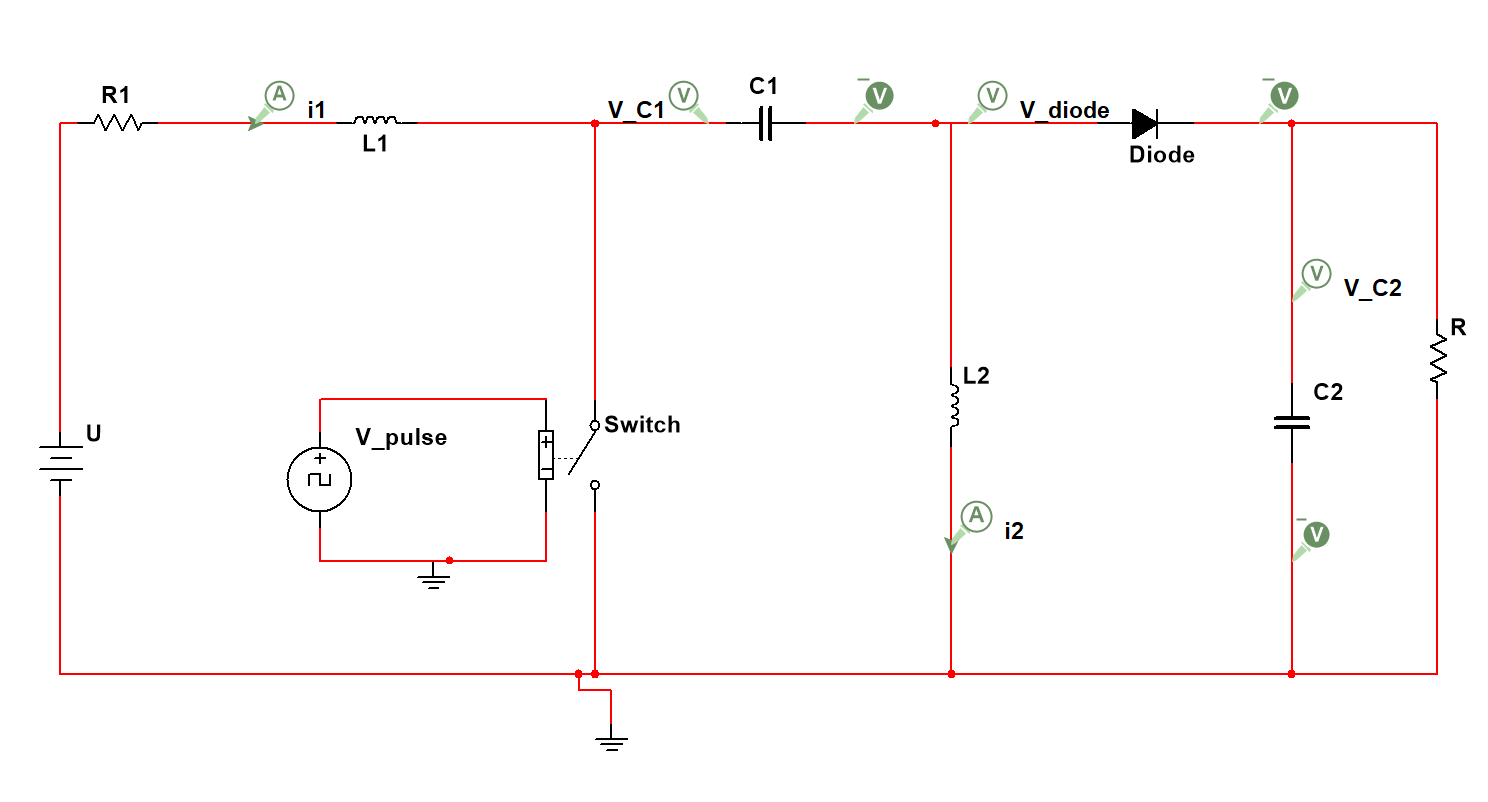 R1
A
i1
L1
V_C1
V
C1
V
V
V_diode
Diode
V
V
V_C2
R
L2
C2
U
V_pulse
Switch
A
i2
V